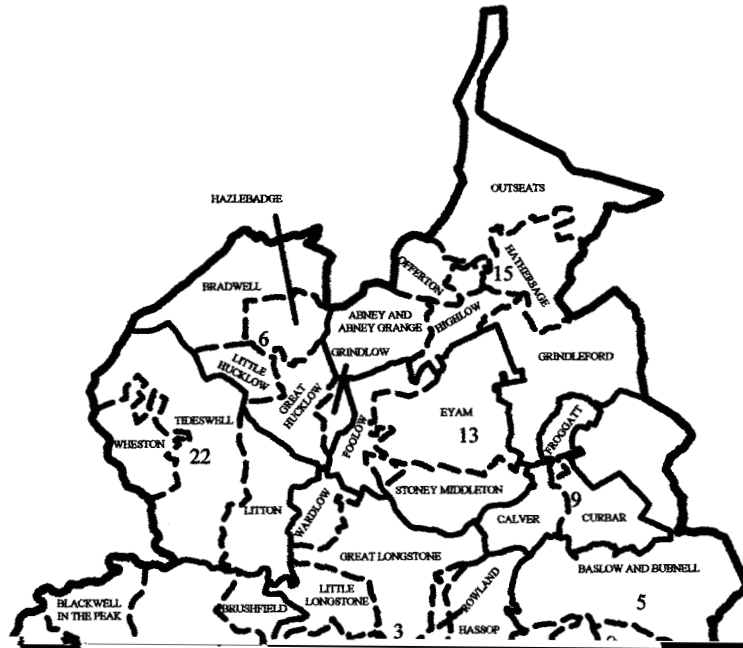 OUTSEATS
HAZLEBADGE
OFFERTON
15
HATHERSAGE
BRADWELL
ABNEY AND
ABNEY GRANGE
HIGHLOW
6
GRINDLOW
GRINDLEFORD
LITTLE
HUCKLOW
GREAT
HUCKLOW
EYAM
TIDESWELL
13
FROGGATT
WHESTON
22
FOOLOW
STONEY MIDDLETON
19
LITTON
WARDLOW
CALVER
CURBAR
GREAT LONGSTONE
BASLOW AND BUBNELL
LITTLE
LONGSTONE
ROWLAND
BLACKWELL
IN THE PEAK
BRUSHFIELD
5
3
HASSOP